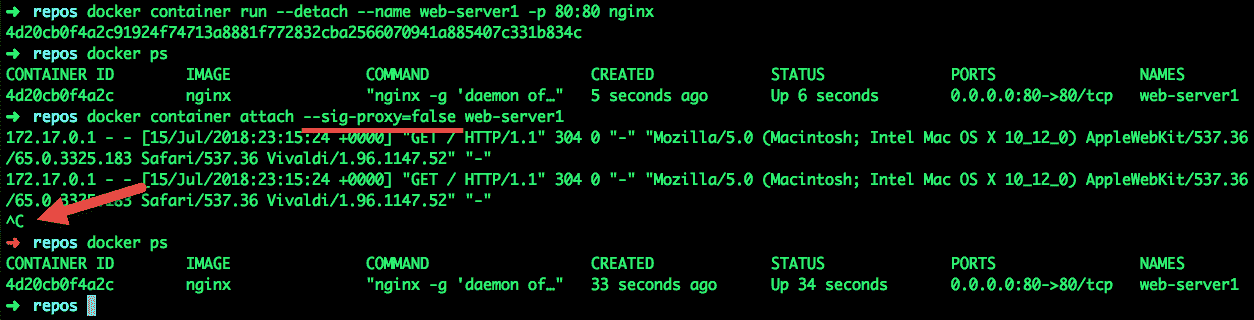 ➜ repos docker container run --detach --name web-server1 -p 80:80 nginx
4d20cb0f4a2c91924f74713a8881f772832cba2566070941a885407c331b834c
➜ repos docker ps
CONTAINER ID IMAGE COMMAND CREATED STATUS PORTS NAMES
4d20cb0f4a2c nginx "nginx -g 'daemon of…" 5 seconds ago Up 6 seconds 0.0.0.0:80->80/tcp web-server1
➜ repos docker container attach --sig-proxy=false web-server1
172.17.0.1 - - [15/Jul/2018:23:15:24 +0000] "GET / HTTP/1.1" 304 0 "-" "Mozilla/5.0 (Macintosh; Intel Mac OS X 10_12_0) AppleWebKit/537.36
/65.0.3325.183 Safari/537.36 Vivaldi/1.96.1147.52" "-"
172.17.0.1 - - [15/Jul/2018:23:15:24 +0000] "GET / HTTP/1.1" 304 0 "-" "Mozilla/5.0 (Macintosh; Intel Mac OS X 10_12_0) AppleWebKit/537.36
/65.0.3325.183 Safari/537.36 Vivaldi/1.96.1147.52" "-"
^C
➜ repos docker ps
CONTAINER ID IMAGE COMMAND CREATED STATUS PORTS NAMES
4d20cb0f4a2c nginx "nginx -g 'daemon of…" 33 seconds ago Up 34 seconds 0.0.0.0:80->80/tcp web-server1
➜ repos